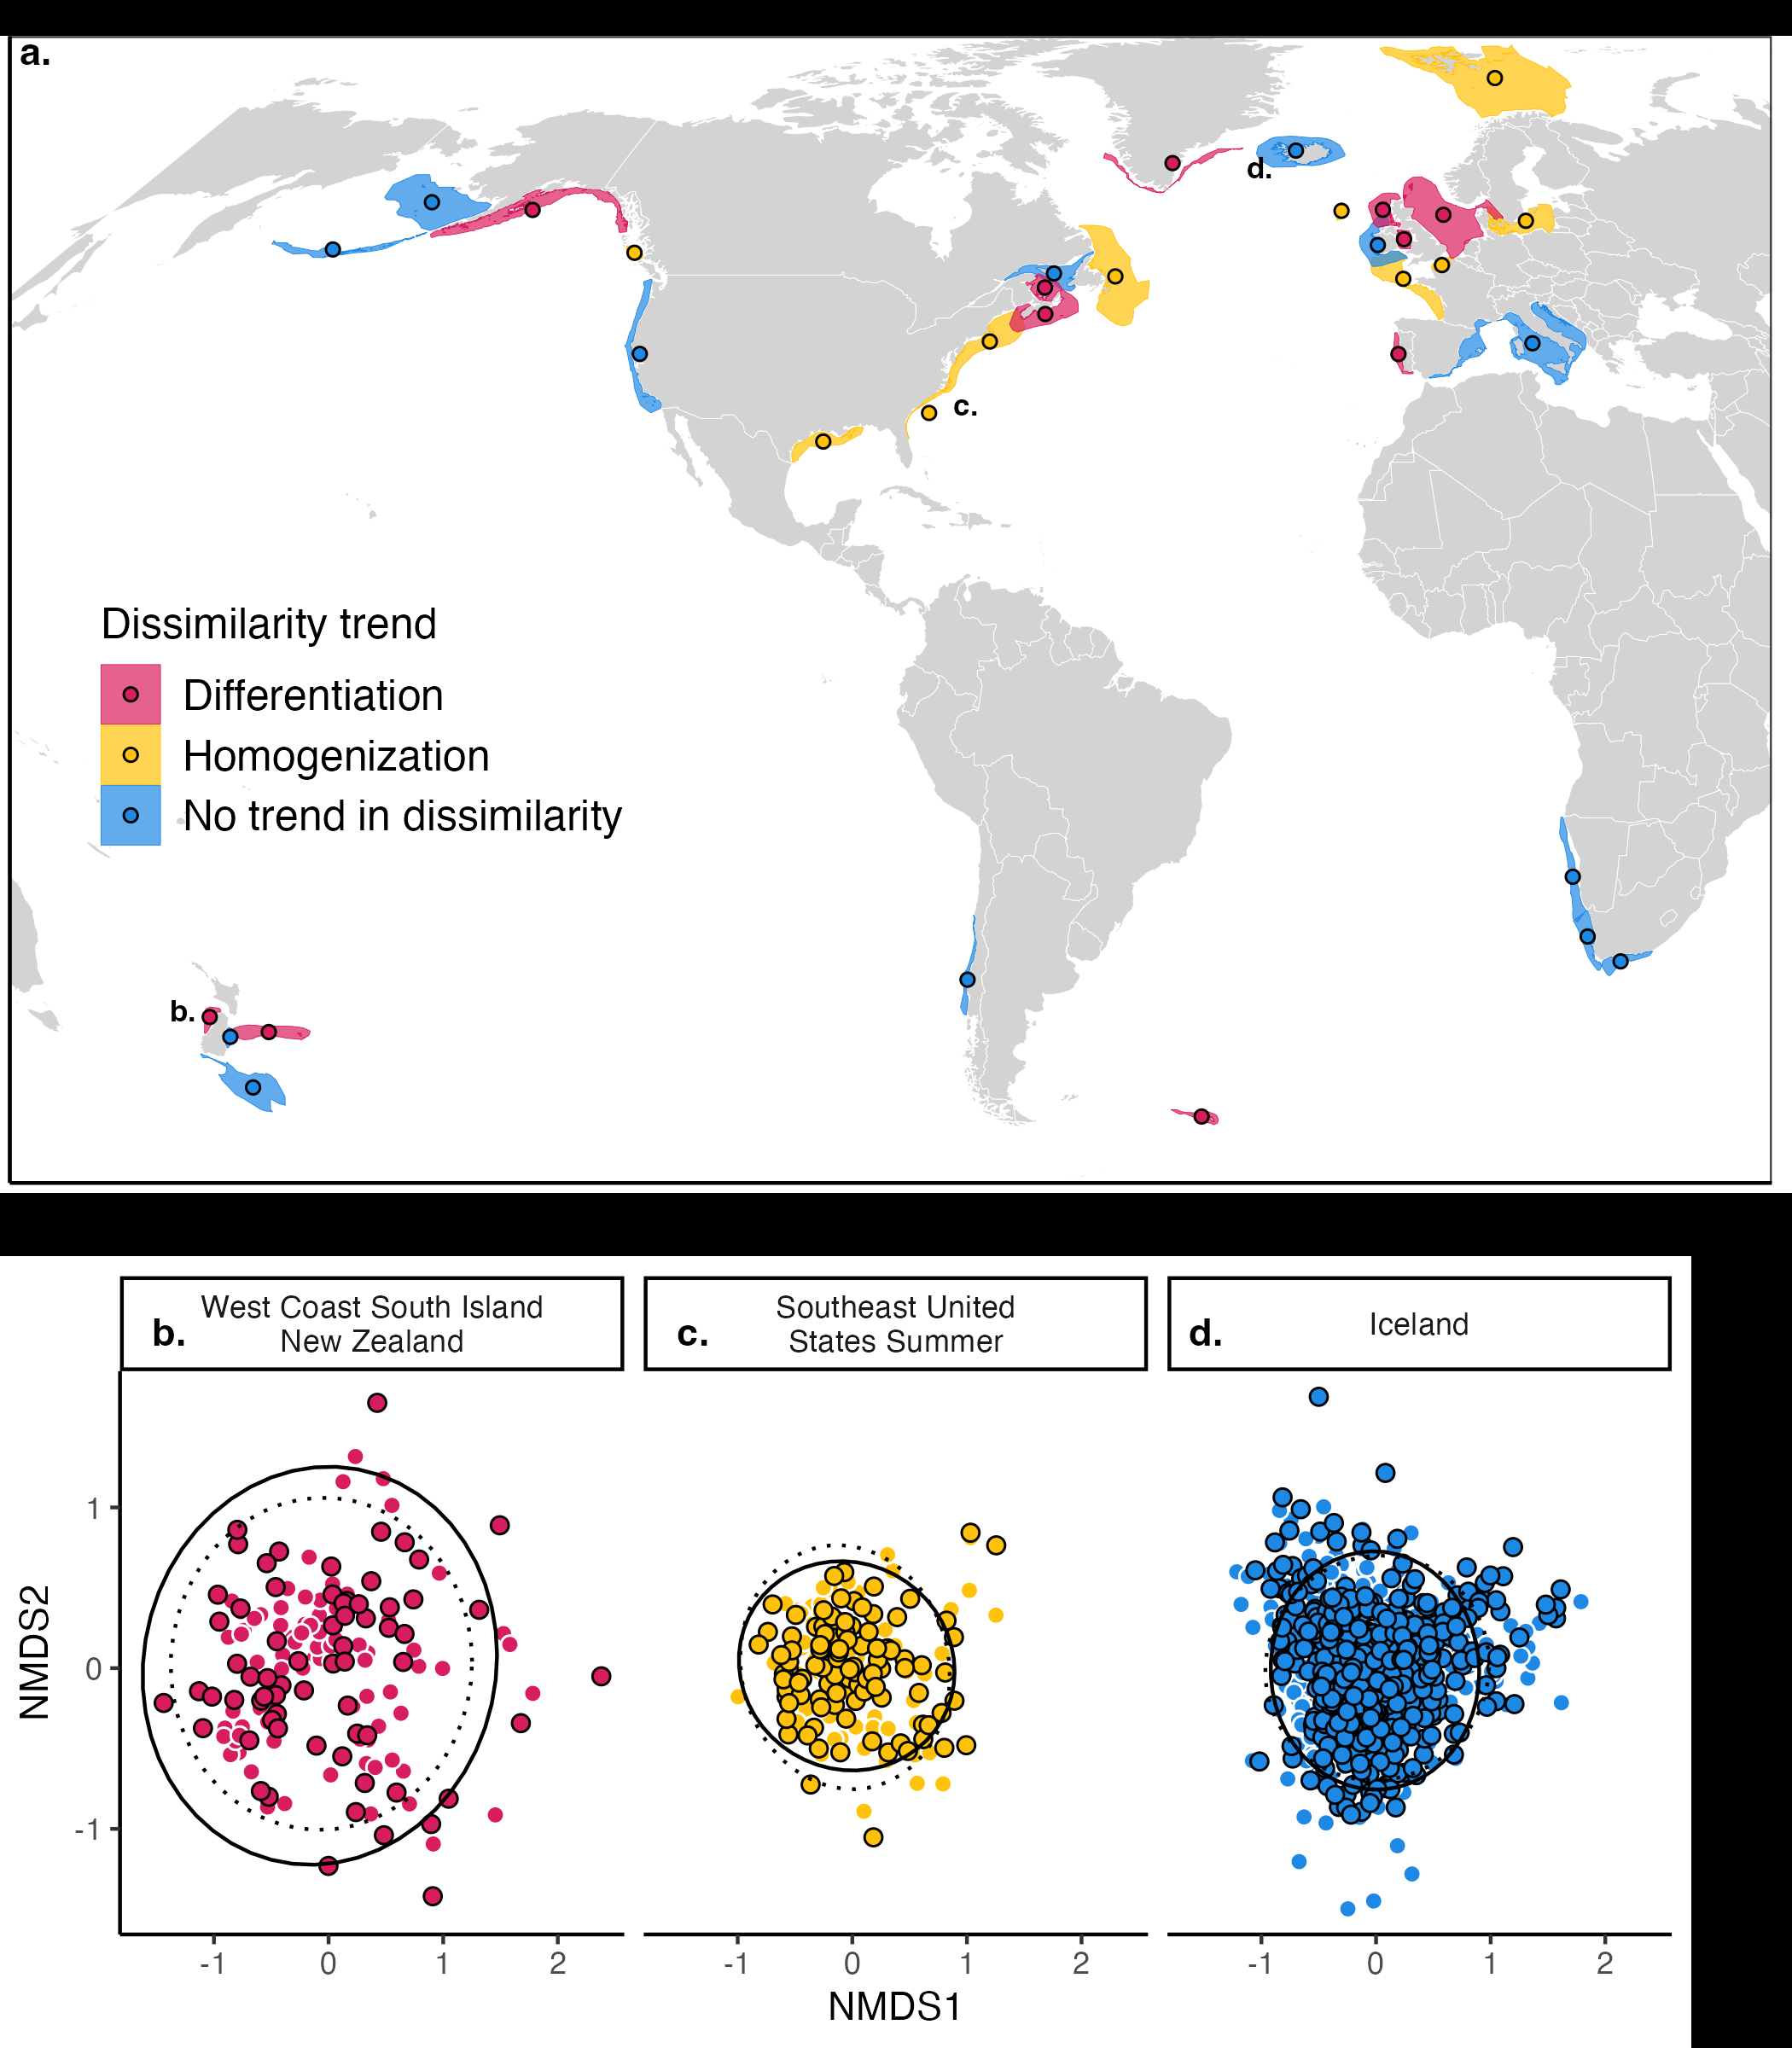 a.
d.
c.
Dissimilarity trend
Differentiation
Homogenization
No trend in dissimilarity
b.
b.
West Coast South Island
New Zealand
c.
Southeast United
States Summer
d.
Iceland
NMDS2
1
0
-1
-1 0 1 2
-1 0 1 2
-1 0 1 2
NMDS1